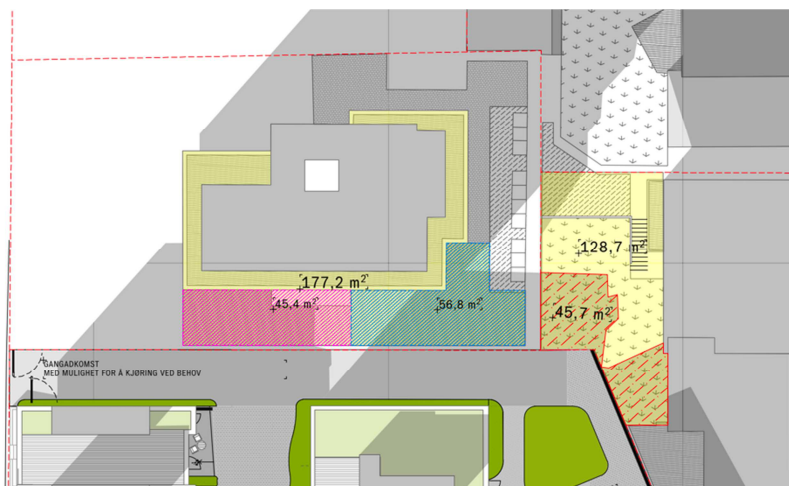 128,7 m²
177,2 m²
45,4 m²
56,8 m²
45,7 m²
GANGADKOMST
MED MULIGHET FOR Å KJØRING VED BEHOV